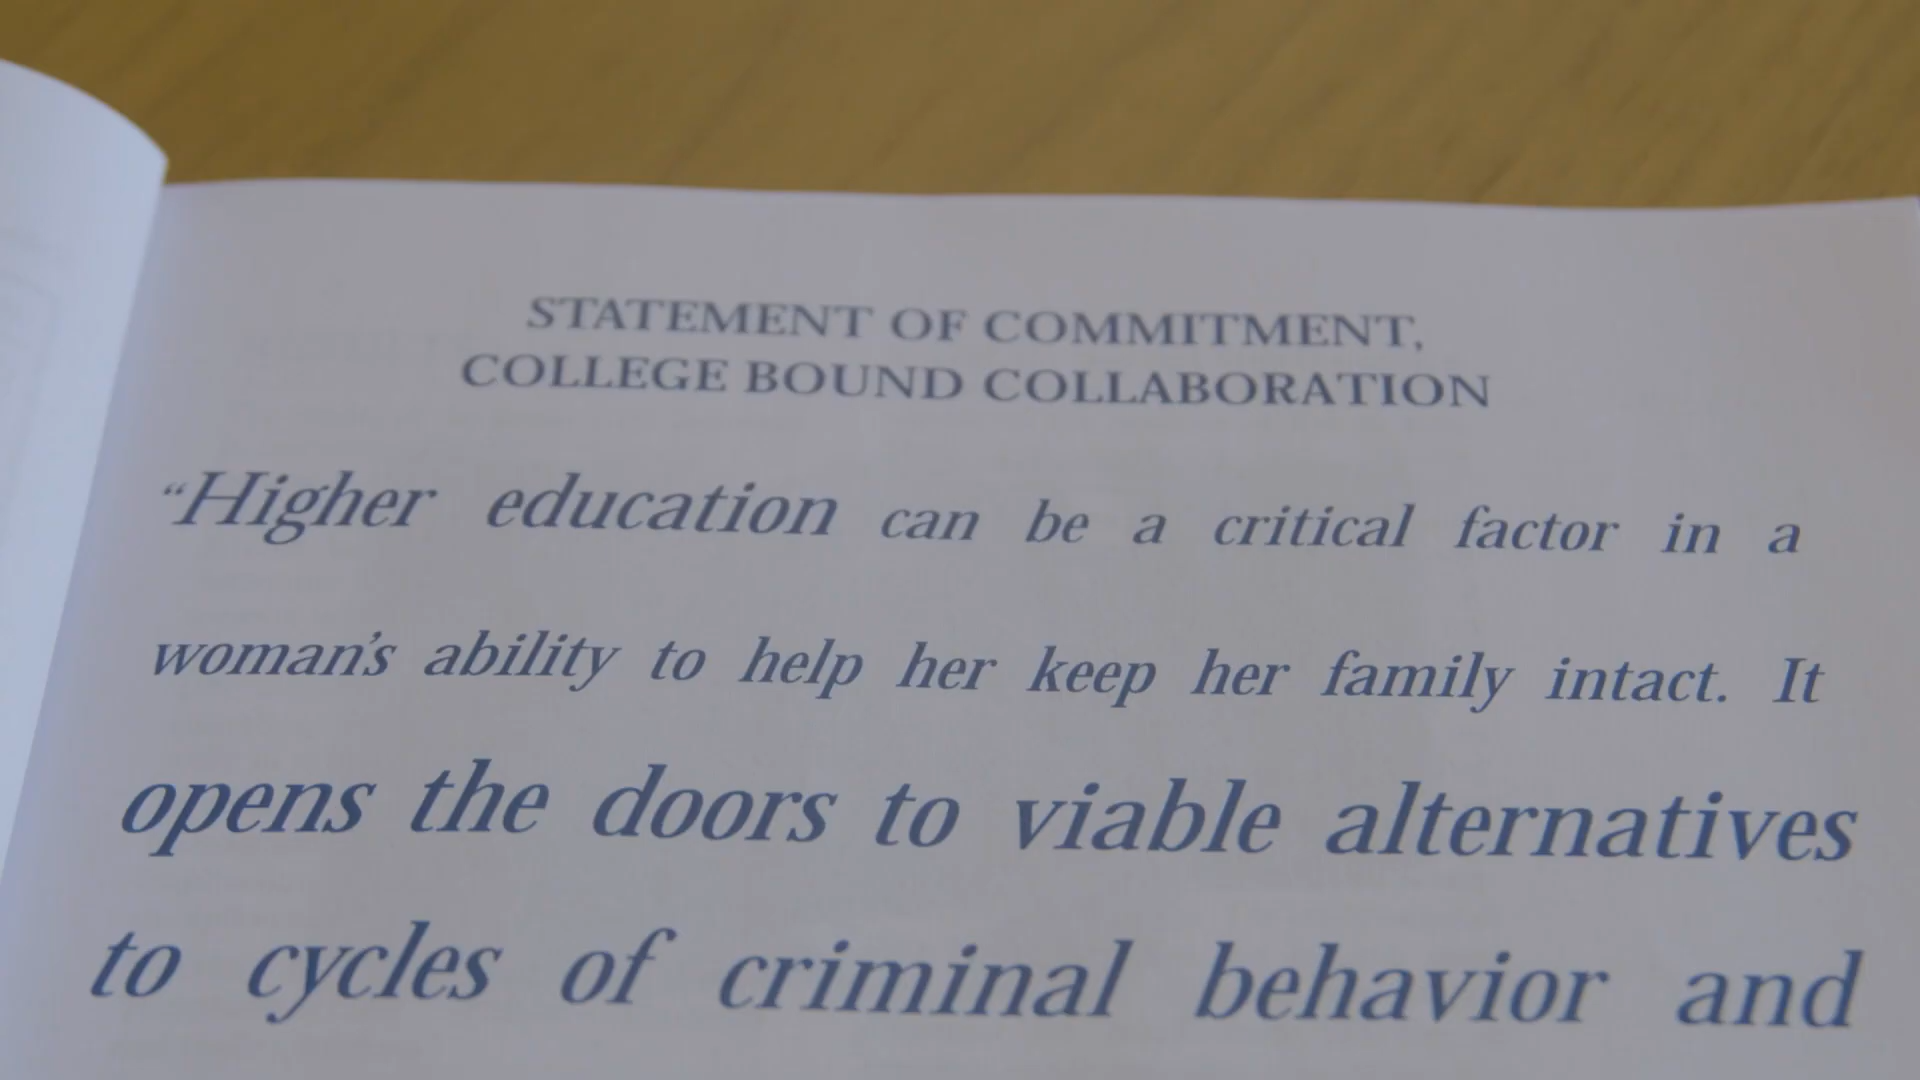 STATEMENT OF COMMITMENT,
COLLEGE BOUND COLLABORATION
“Higher education can be a critical factor in a
woman’s ability to help her keep her family intact. It
opens the doors to viable alternatives
to cycles of criminal behavior and